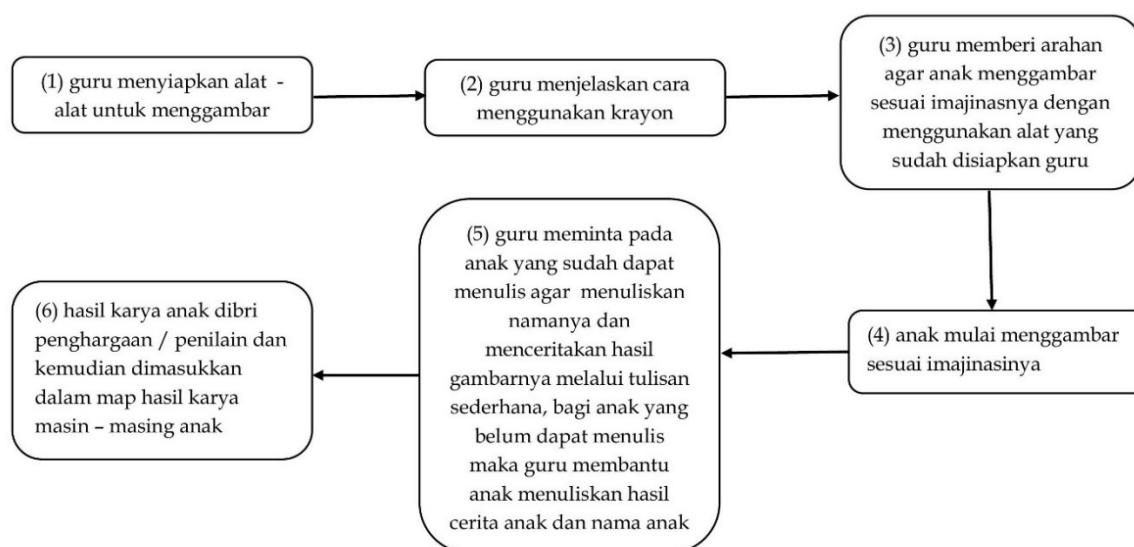 (1) guru menyiapkan alat -
alat untuk menggambar
(2) guru menjelaskan cara
menggunakan krayon
(3) guru memberi arahan
agar anak menggambar
sesuai imajinasnya dengan
menggunakan alat yang
sudah disiapkan guru
(4) anak mulai menggambar
sesuai imajinasinya
(5) guru meminta pada
anak yang sudah dapat
menulis agar menuliskan
namanya dan
menceritakan hasil
gambarnya melalui tulisan
sederhana, bagi anak yang
belum dapat menulis
maka guru membantu
anak menuliskan hasil
cerita anak dan nama anak
(6) hasil karya anak dibri
penghargaan / penilain dan
kemudian dimasukkan
dalam map hasil karya
masin – masing anak